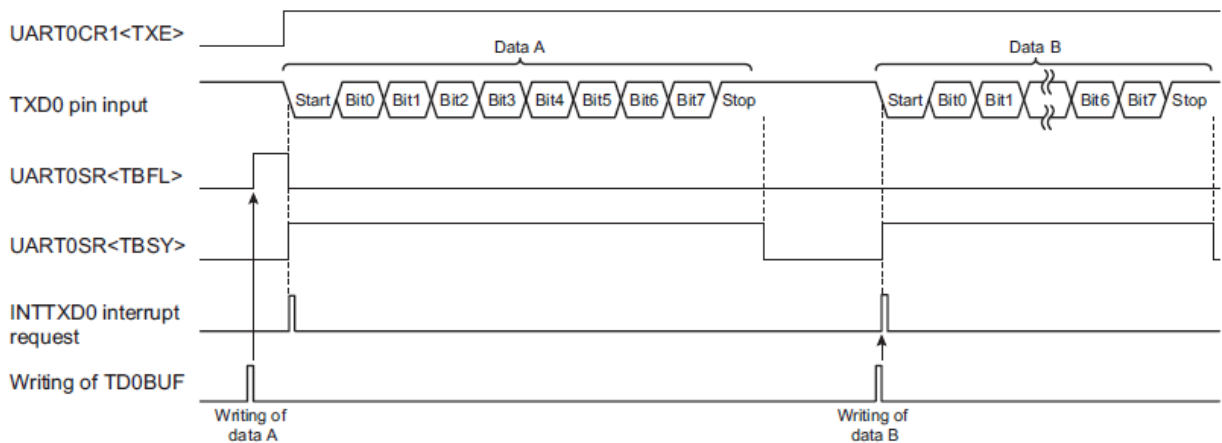 UART0CR1<TXE>
Data A
Data B
TXD0 pin input
Start Bit0 Bit1 Bit2 Bit3 Bit4 Bit5 Bit6 Bit7 Stop
Start Bit0 Bit1 Bit6 Bit7 Stop
UART0SR<TBFL>
UART0SR<TBSY>
INTTXD0 interrupt
request
Writing of TD0BUF
Writing of
data A
Writing of
data B